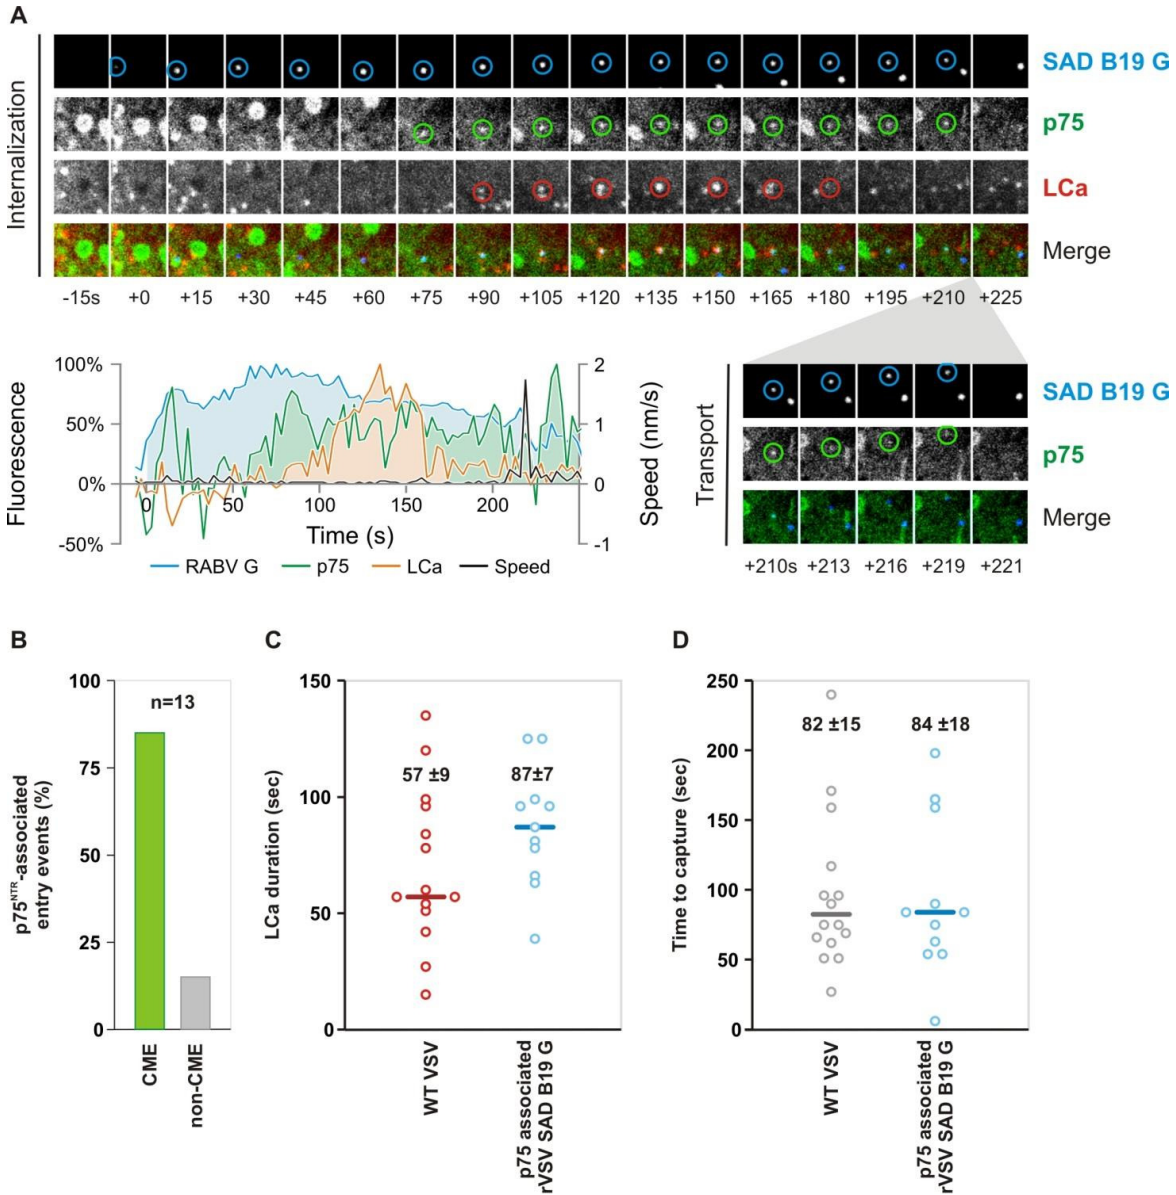 A
Internalization
SAD B19 G
p75
LCa
Merge
-15s +0 +15 +30 +45 +60 +75 +90 +105 +120 +135 +150 +165 +180 +195 +210 +225
Fluorescence
100%
50%
0%
-50%
0 50 100 150 200
Time (s)
2
1
0
-1
Speed (nm/s)
RABV G p75 LCa Speed
Transport
SAD B19 G
p75
Merge
+210s +213 +216 +219 +221
B
p75NTR-associated
entry events (%)
100
75
50
25
0
n=13
CME
non-CME
C
LCa duration (sec)
150
100
50
0
57 ±9
87±7
WT VSV
p75 associated
rVSV SAD B19 G
D
Time to capture (sec)
250
200
150
100
50
0
82 ±15
84 ±18
WT VSV
p75 associated
rVSV SAD B19 G